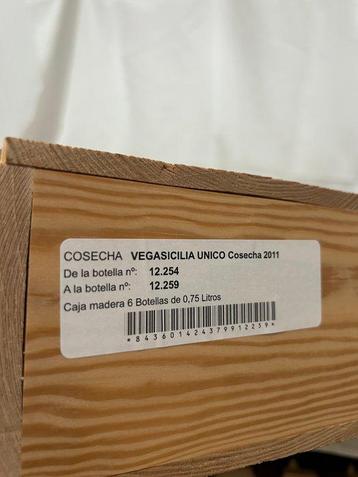 COSECHA VEGASICILIA UNICO Cosecha 2011
De la botella nº: 12.254
A la botella nº: 12.259
Caja madera 6 Botellas de 0,75 Litros
*843601424379912239*